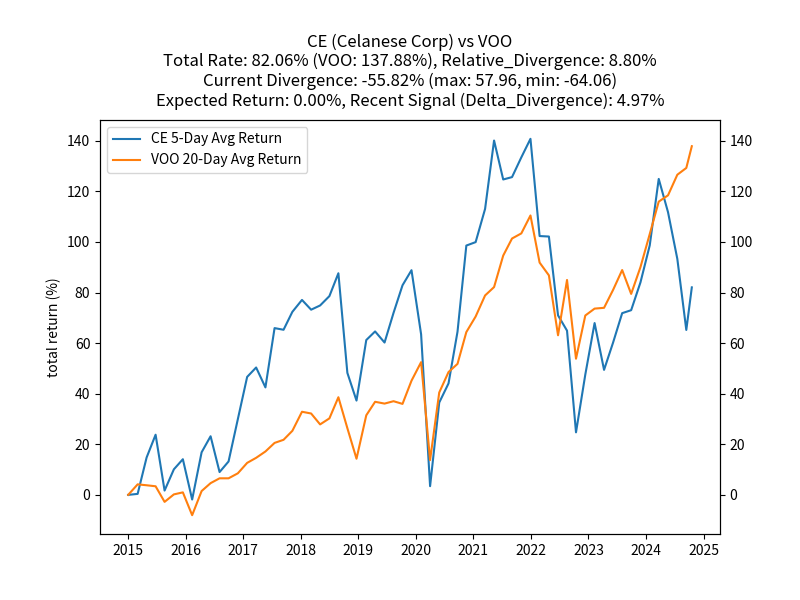 CE (Celanese Corp) vs VOO
Total Rate: 82.06% (VOO: 137.88%), Relative_Divergence: 8.80%
Current Divergence: -55.82% (max: 57.96, min: -64.06)
Expected Return: 0.00%, Recent Signal (Delta_Divergence): 4.97%
CE 5-Day Avg Return
VOO 20-Day Avg Return
total return (%)
140
120
100
80
60
40
20
0
140
120
100
80
60
40
20
0
2015 2016 2017 2018 2019 2020 2021 2022 2023 2024 2025